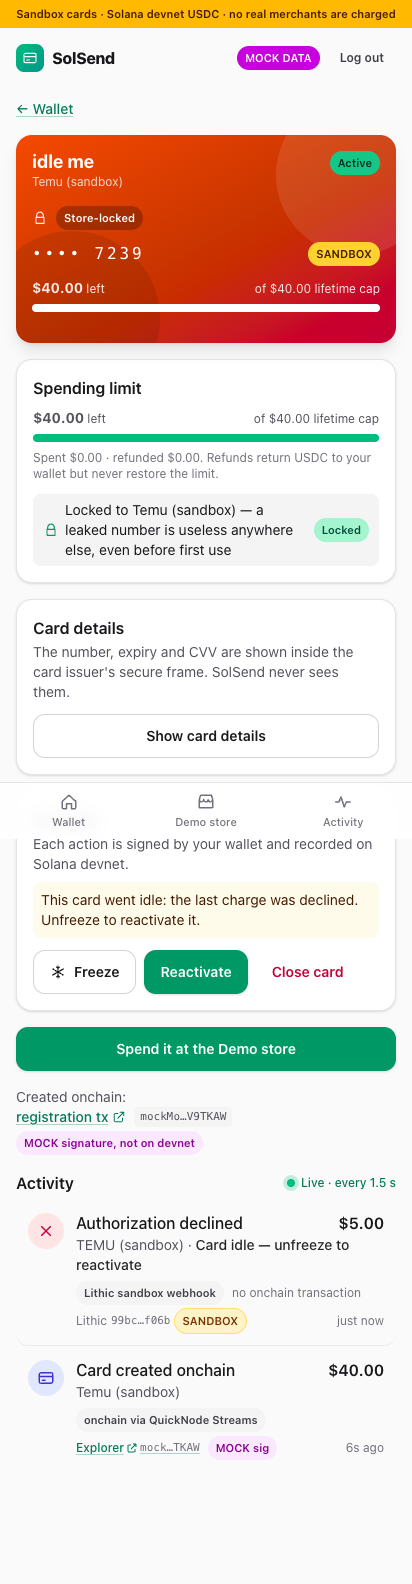 Sandbox cards · Solana devnet USDC · no real merchants are charged
SolSend
MOCK DATA
Log out
← Wallet
idle me
Active
Temu (sandbox)
Store-locked
•••• 7239
SANDBOX
$40.00 left
of $40.00 lifetime cap
Spending limit
$40.00 left
of $40.00 lifetime cap
Spent $0.00 · refunded $0.00. Refunds return USDC to your
wallet but never restore the limit.
Locked to Temu (sandbox) — a
leaked number is useless anywhere
else, even before first use
Locked
Card details
The number, expiry and CVV are shown inside the
card issuer's secure frame. SolSend never sees
them.
Show card details
Wallet
Demo store
Activity
Each action is signed by your wallet and recorded on
Solana devnet.
This card went idle: the last charge was declined.
Unfreeze to reactivate it.
Freeze
Reactivate
Close card
Spend it at the Demo store
Created onchain:
registration tx
mockMo…V9TKAW
MOCK signature, not on devnet
Activity
Live · every 1.5 s
Authorization declined
$5.00
TEMU (sandbox) · Card idle — unfreeze to
reactivate
Lithic sandbox webhook
no onchain transaction
Lithic 99bc…f06b
SANDBOX
just now
Card created onchain
$40.00
Temu (sandbox)
onchain via QuickNode Streams
Explorer
mock…TKAW
MOCK sig
6s ago